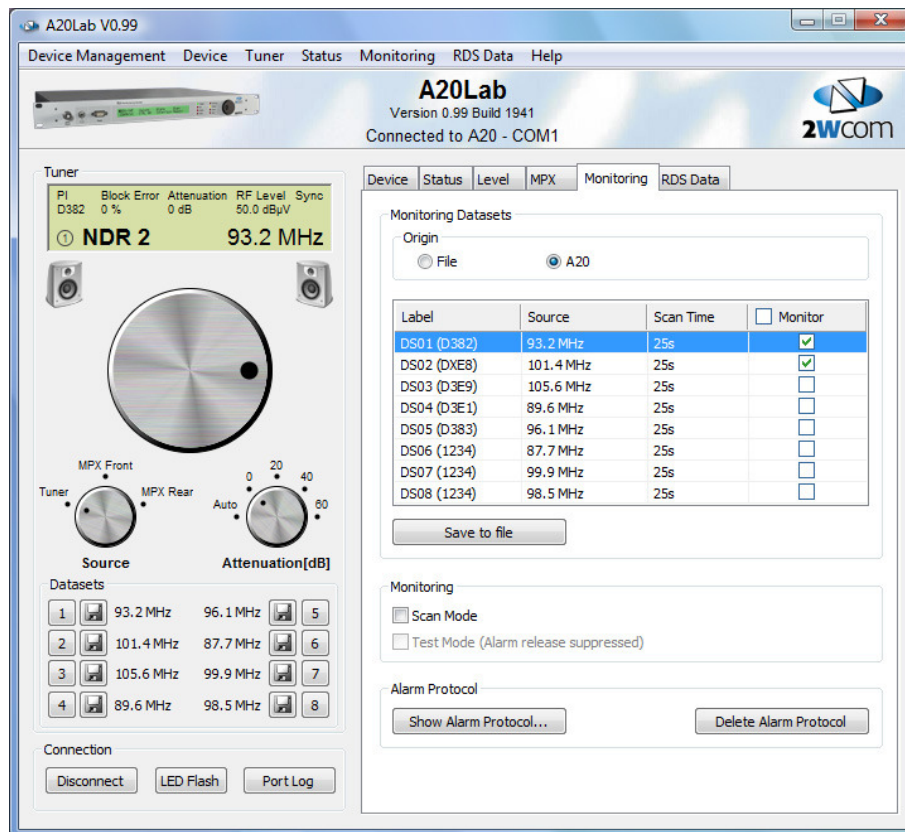 A20Lab V0.99
Device Management Device Tuner Status Monitoring RDS Data Help
A20Lab
Version 0.99 Build 1941
Connected to A20 - COM1
2WCOM
Tuner
PI Block Error Attenuation RF Level Sync
D382 0 % 0 dB 50.0 dBµV
1 NDR 2 93.2 MHz
MPX Front
Tuner MPX Rear
Source
20
0 40
Auto 60
Attenuation[dB]
Datasets
1 93.2 MHz 96.1 MHz 5
2 101.4 MHz 87.7 MHz 6
3 105.6 MHz 99.9 MHz 7
4 89.6 MHz 98.5 MHz 8
Connection
Disconnect LED Flash Port Log
Device Status Level MPX Monitoring RDS Data
Monitoring Datasets
Origin
File A20
Label Source Scan Time Monitor
DS01 (D382) 93.2 MHz 25s
DS02 (DXE8) 101.4 MHz 25s
DS03 (D3E9) 105.6 MHz 25s
DS04 (D3E1) 89.6 MHz 25s
DS05 (D383) 96.1 MHz 25s
DS06 (1234) 87.7 MHz 25s
DS07 (1234) 99.9 MHz 25s
DS08 (1234) 98.5 MHz 25s
Save to file
Monitoring
Scan Mode
Test Mode (Alarm release suppressed)
Alarm Protocol
Show Alarm Protocol... Delete Alarm Protocol